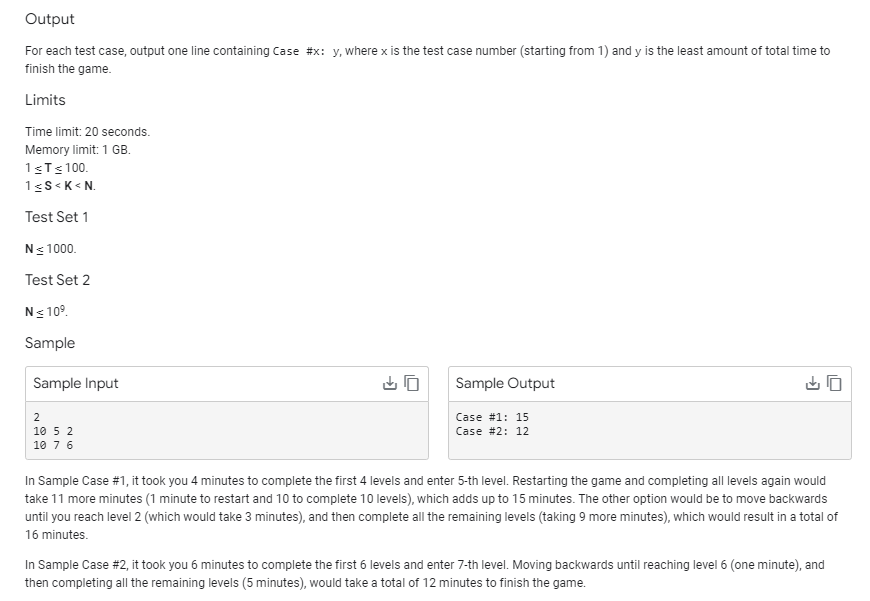 Output
For each test case, output one line containing Case #x: y, where x is the test case number (starting from 1) and y is the least amount of total time to
finish the game.
Limits
Time limit: 20 seconds.
Memory limit: 1 GB.
1 ≤ T ≤ 100.
1 ≤ S < K < N.
Test Set 1
N ≤ 1000.
Test Set 2
N ≤ 10⁹.
Sample
Sample Input
2
10 5 2
10 7 6
Sample Output
Case #1: 15
Case #2: 12
In Sample Case #1, it took you 4 minutes to complete the first 4 levels and enter 5-th level. Restarting the game and completing all levels again would
take 11 more minutes (1 minute to restart and 10 to complete 10 levels), which adds up to 15 minutes. The other option would be to move backwards
until you reach level 2 (which would take 3 minutes), and then complete all the remaining levels (taking 9 more minutes), which would result in a total of
16 minutes.
In Sample Case #2, it took you 6 minutes to complete the first 6 levels and enter 7-th level. Moving backwards until reaching level 6 (one minute), and
then completing all the remaining levels (5 minutes), would take a total of 12 minutes to finish the game.